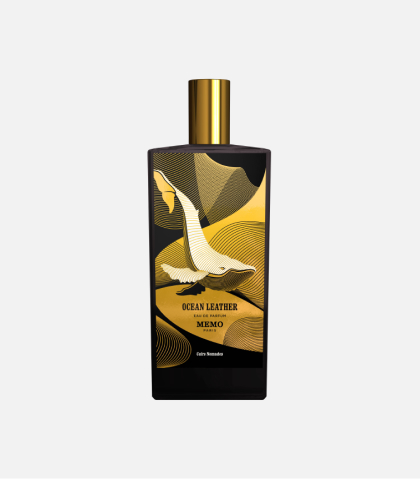 OCEAN LEATHER
EAU DE PARFUM
MEMO
PARIS
Cuirs Nomades